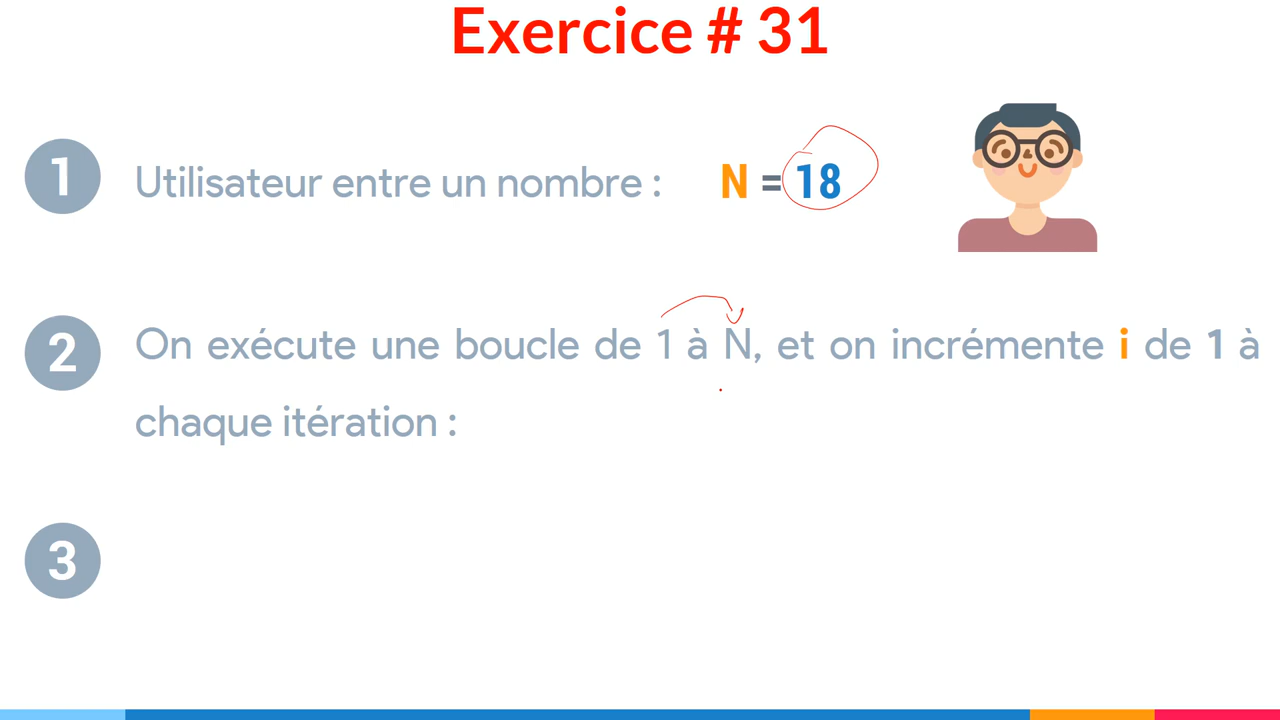 Exercice # 31
1 Utilisateur entre un nombre : N = 18
2 On exécute une boucle de 1 à N, et on incrémente i de 1 à
chaque itération :
3